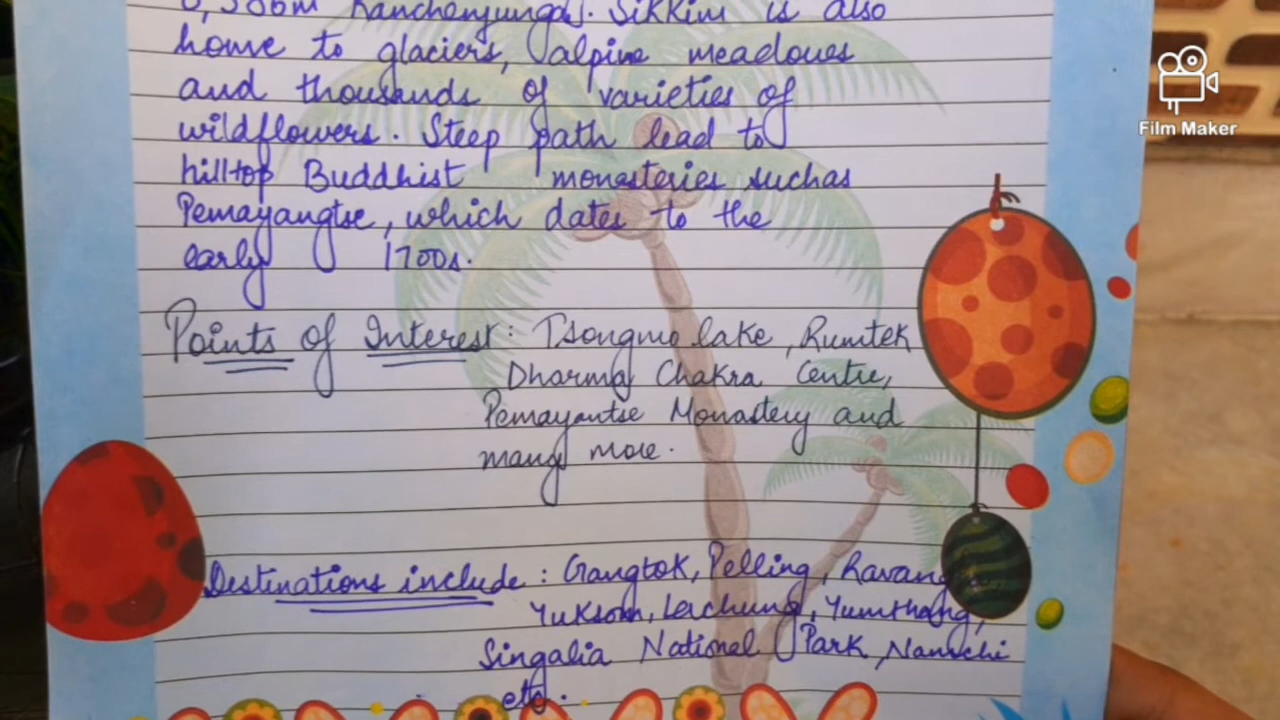 8,586m Kanchenjunga). Sikkim is also
home to glaciers, alpine meadows
and thousands of varieties of
wildflowers. Steep path lead to
hilltop Buddhist monasteries suchas
Pemayangtse, which dates to the
early 1700s.
Points of Interest: Tsongmo lake, Rumtek
Dharma Chakra Centre,
Pemayantse Monastery and
many more.
Destinations include: Gangtok, Pelling, Ravang
Yuksom, Lachung, Yumthang,
Singalia National Park, Namchi
etc.
Film Maker